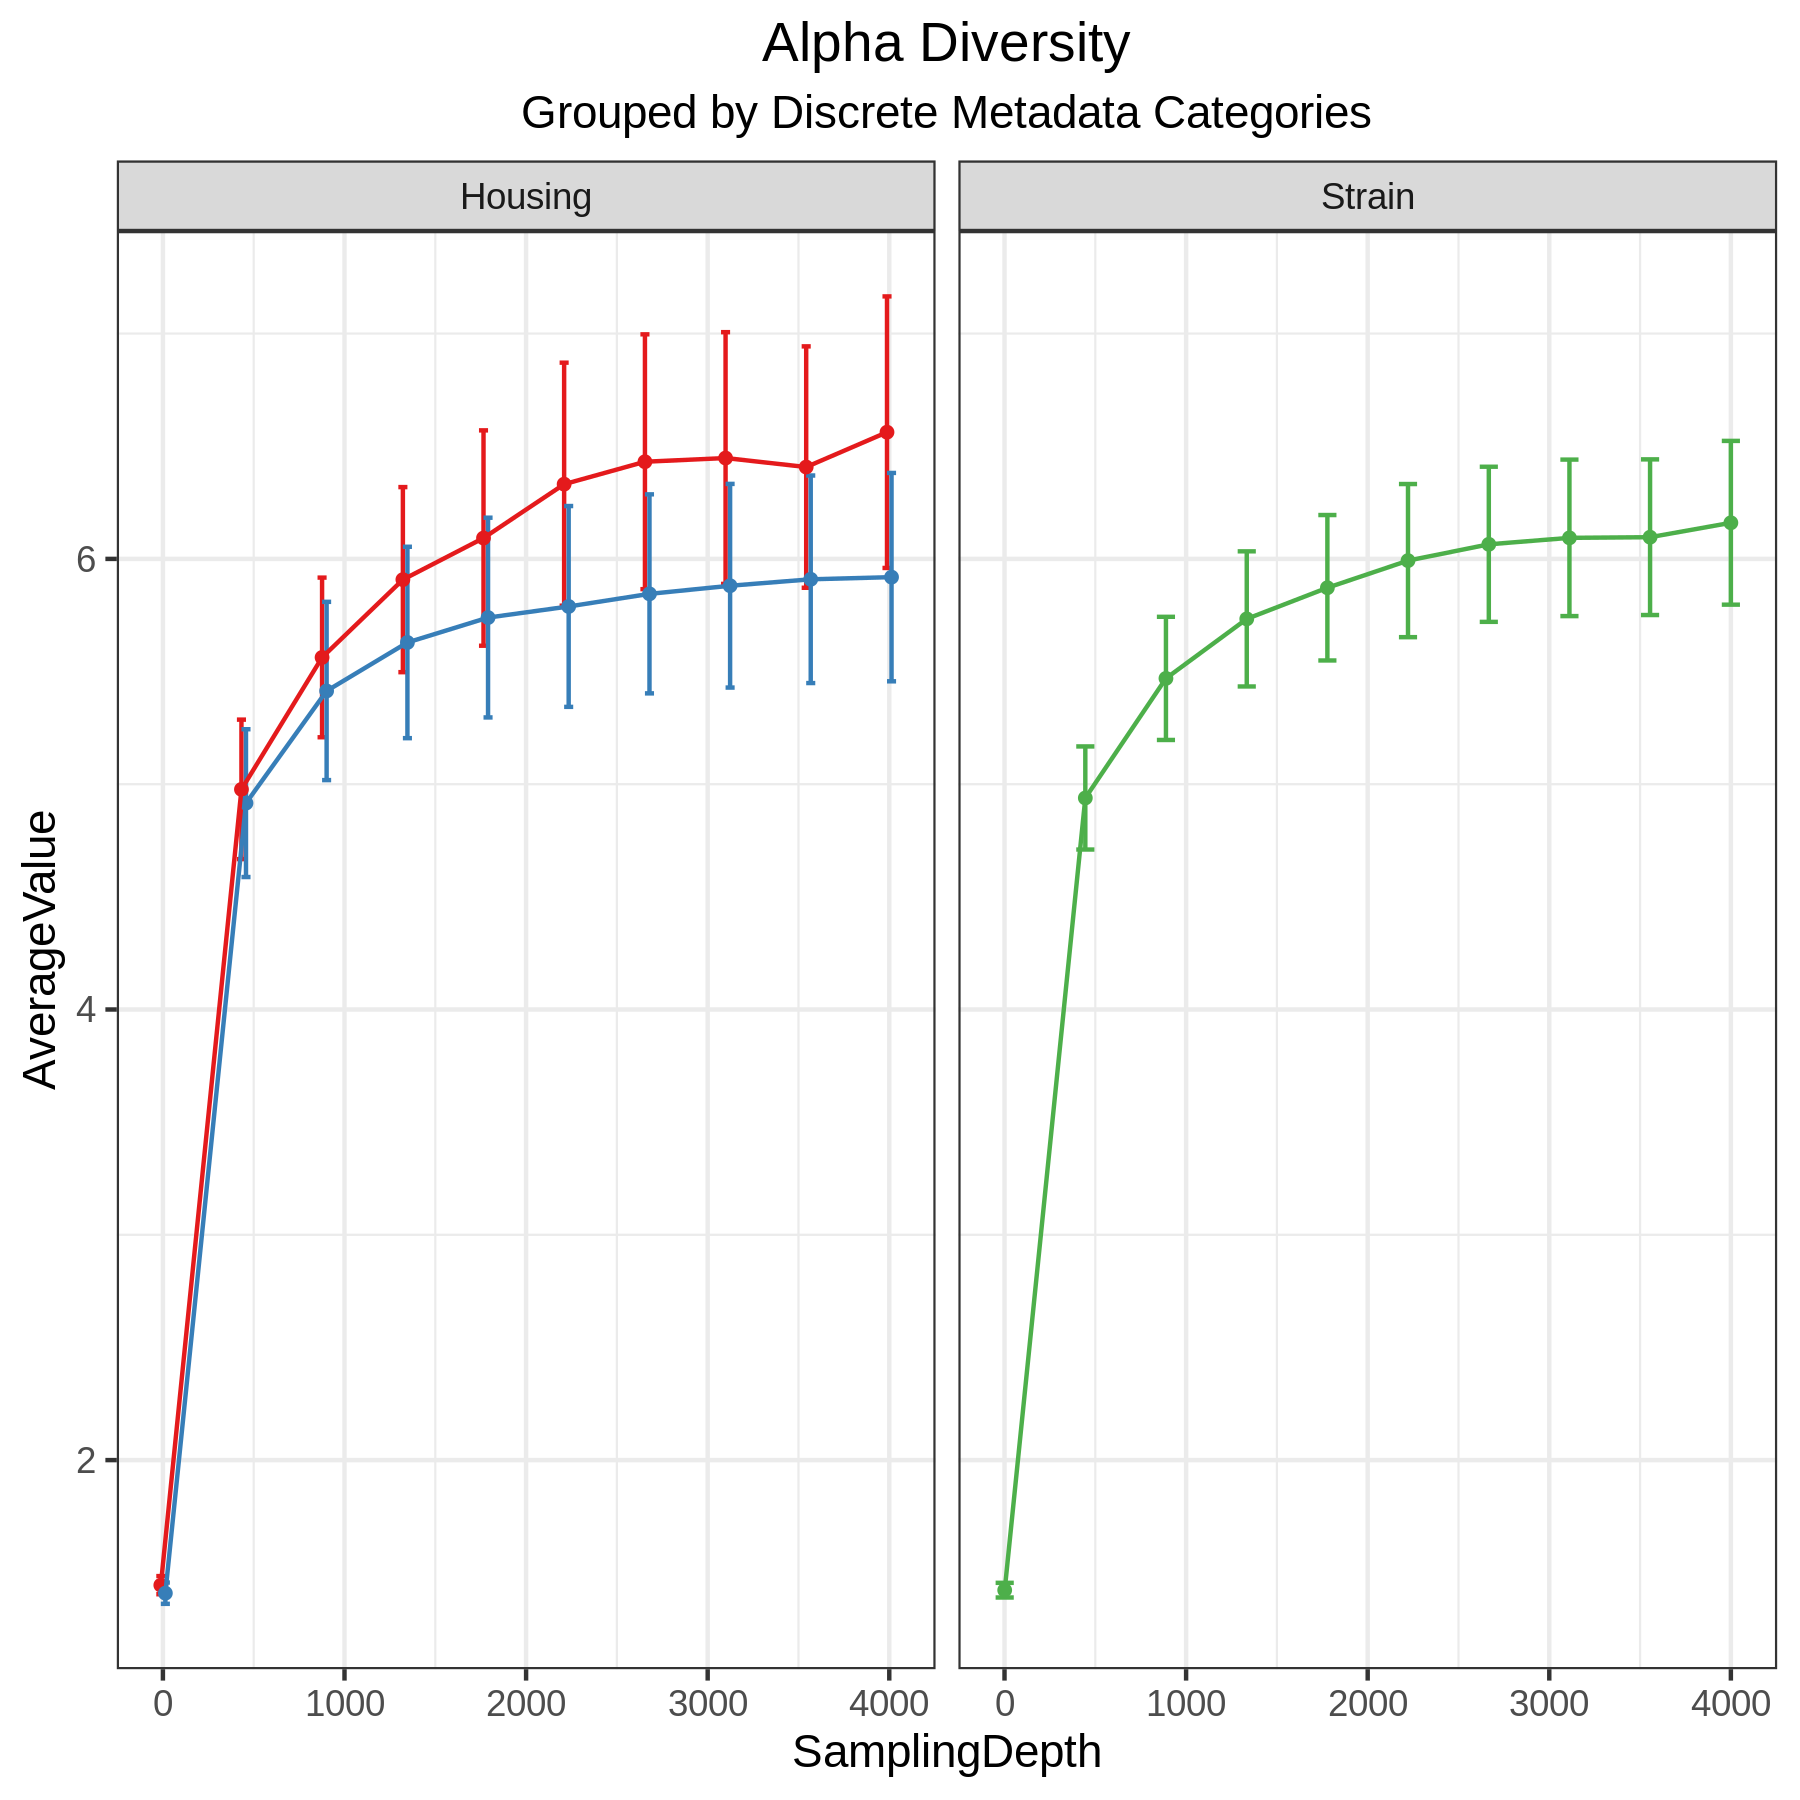 Alpha Diversity
Grouped by Discrete Metadata Categories
Housing
Strain
AverageValue
6
4
2
0 1000 2000 3000 4000
0 1000 2000 3000 4000
SamplingDepth